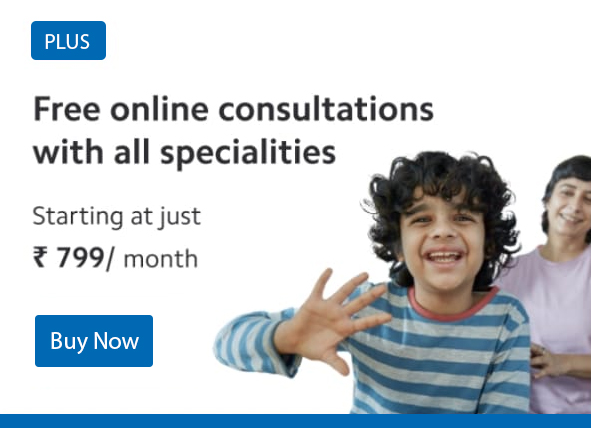 PLUS
Free online consultations
with all specialities
Starting at just
₹ 799/ month
Buy Now